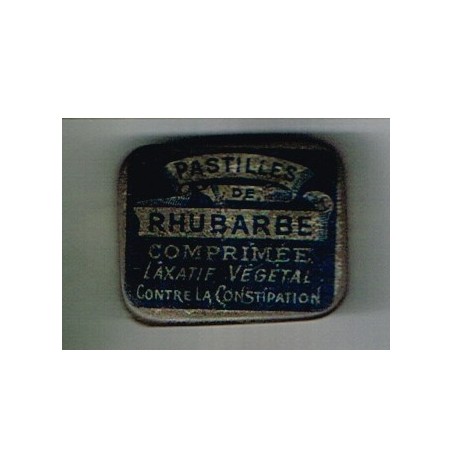 PASTILLES
DE
RHUBARBE
COMPRIMÉE
LAXATIF VÉGÉTAL
CONTRE LA CONSTIPATION